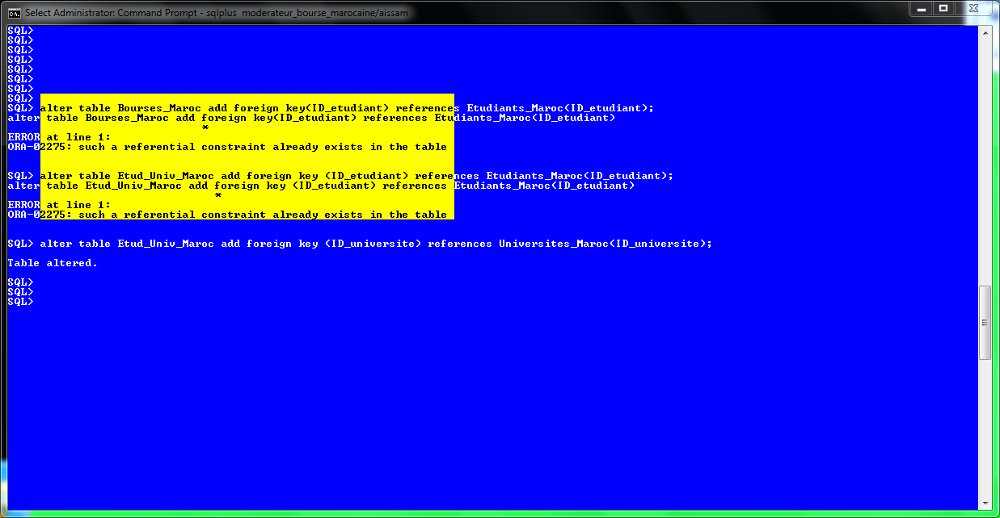 Select Administrator: Command Prompt - sqlplus  moderateur_bourse_marocaine/aissam
SQL>
SQL>
SQL>
SQL>
SQL>
SQL>
SQL>
SQL>
SQL> alter table Bourses_Maroc add foreign key(ID_etudiant) references Etudiants_Maroc(ID_etudiant);
alter table Bourses_Maroc add foreign key(ID_etudiant) references Etudiants_Maroc(ID_etudiant)
*
ERROR at line 1:
ORA-02275: such a referential constraint already exists in the table
SQL> alter table Etud_Univ_Maroc add foreign key (ID_etudiant) references Etudiants_Maroc(ID_etudiant);
alter table Etud_Univ_Maroc add foreign key (ID_etudiant) references Etudiants_Maroc(ID_etudiant)
*
ERROR at line 1:
ORA-02275: such a referential constraint already exists in the table
SQL> alter table Etud_Univ_Maroc add foreign key (ID_universite) references Universites_Maroc(ID_universite);
Table altered.
SQL>
SQL>
SQL>